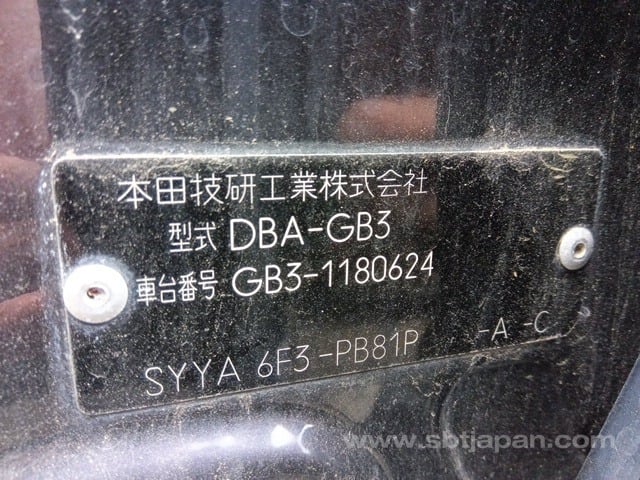 本田技研工業株式会社
型式 DBA-GB3
車台番号 GB3-1180624
SYYA 6F3-PB81P -A -C
www.sbtjapan.com